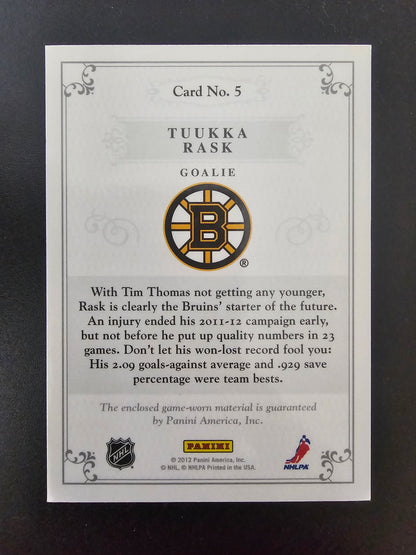 Card No. 5
TUUKKA
RASK
GOALIE
B
®
With Tim Thomas not getting any younger,
Rask is clearly the Bruins' starter of the future.
An injury ended his 2011-12 campaign early,
but not before he put up quality numbers in 23
games. Don't let his won-lost record fool you:
His 2.09 goals-against average and .929 save
percentage were team bests.
The enclosed game-worn material is guaranteed
by Panini America, Inc.
NHL
PANINI
NHLPA
© 2012 Panini America, Inc.
© NHL, © NHLPA Printed in the USA.